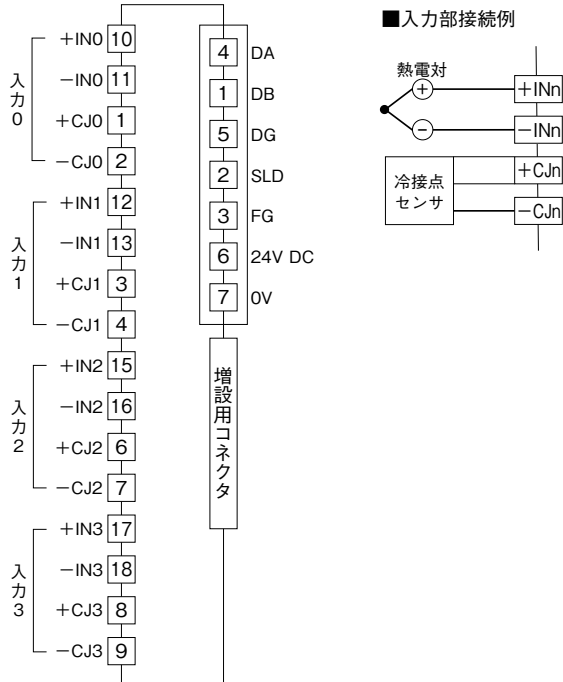 入力0
+IN0 10
−IN0 11
+CJ0 1
−CJ0 2
入力1
+IN1 12
−IN1 13
+CJ1 3
−CJ1 4
入力2
+IN2 15
−IN2 16
+CJ2 6
−CJ2 7
入力3
+IN3 17
−IN3 18
+CJ3 8
−CJ3 9
4 DA
1 DB
5 DG
2 SLD
3 FG
6 24V DC
7 0V
増設用コネクタ
■入力部接続例
熱電対
+
−
+INn
−INn
冷接点
センサ
+CJn
−CJn